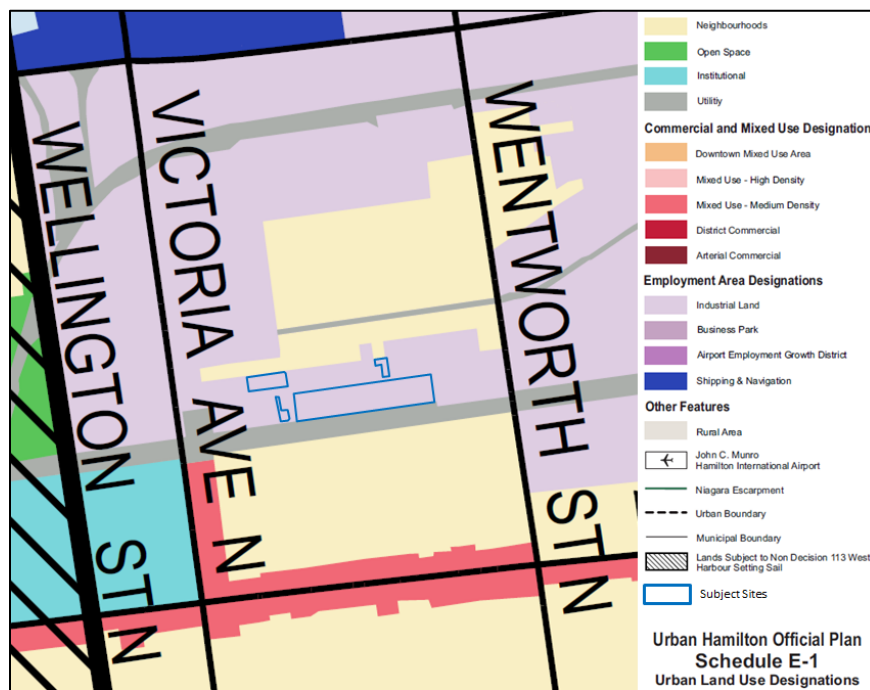 WELLINGTON ST N
VICTORIA AVE N
WENTWORTH ST N
Neighbourhoods
Open Space
Institutional
Utility
Commercial and Mixed Use Designation
Downtown Mixed Use Area
Mixed Use - High Density
Mixed Use - Medium Density
District Commercial
Arterial Commercial
Employment Area Designations
Industrial Land
Business Park
Airport Employment Growth District
Shipping & Navigation
Other Features
Rural Area
John C. Munro
Hamilton International Airport
Niagara Escarpment
Urban Boundary
Municipal Boundary
Lands Subject to Non Decision 113 West
Harbour Setting Sail
Subject Sites
Urban Hamilton Official Plan
Schedule E-1
Urban Land Use Designations